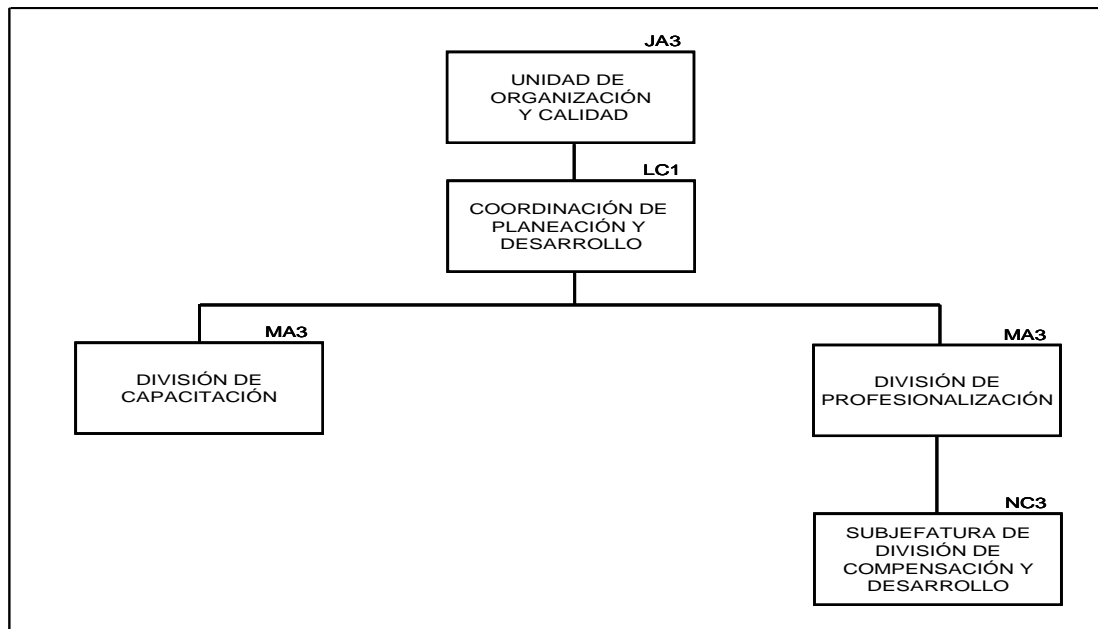 JA3
UNIDAD DE
ORGANIZACIÓN
Y CALIDAD
LC1
COORDINACIÓN DE
PLANEACIÓN Y
DESARROLLO
MA3
DIVISIÓN DE
CAPACITACIÓN
MA3
DIVISIÓN DE
PROFESIONALIZACIÓN
NC3
SUBJEFATURA DE
DIVISIÓN DE
COMPENSACIÓN Y
DESARROLLO